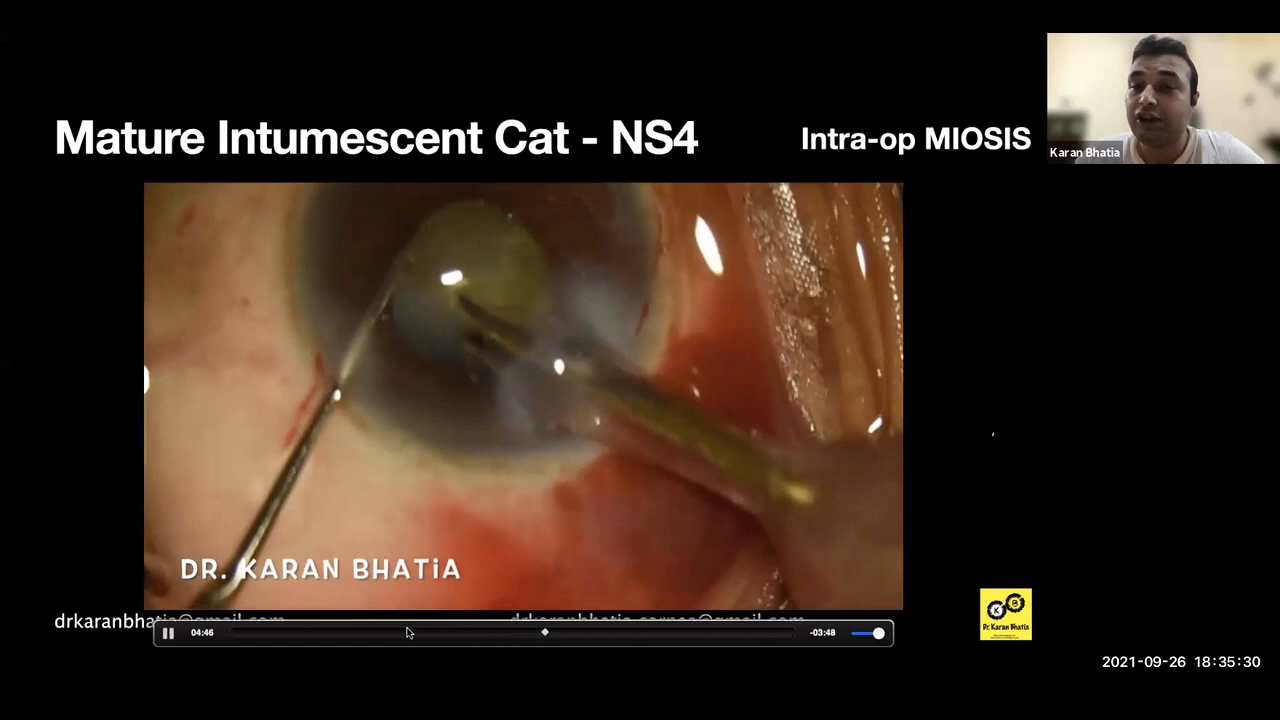 Mature Intumescent Cat - NS4
Intra-op MIOSIS
Karan Bhatia
DR. KARAN BHATiA
drkaranbhatia@gmail.com
04:46
-03:48
Dr. Karan Bhatia
2021-09-26 18:35:30